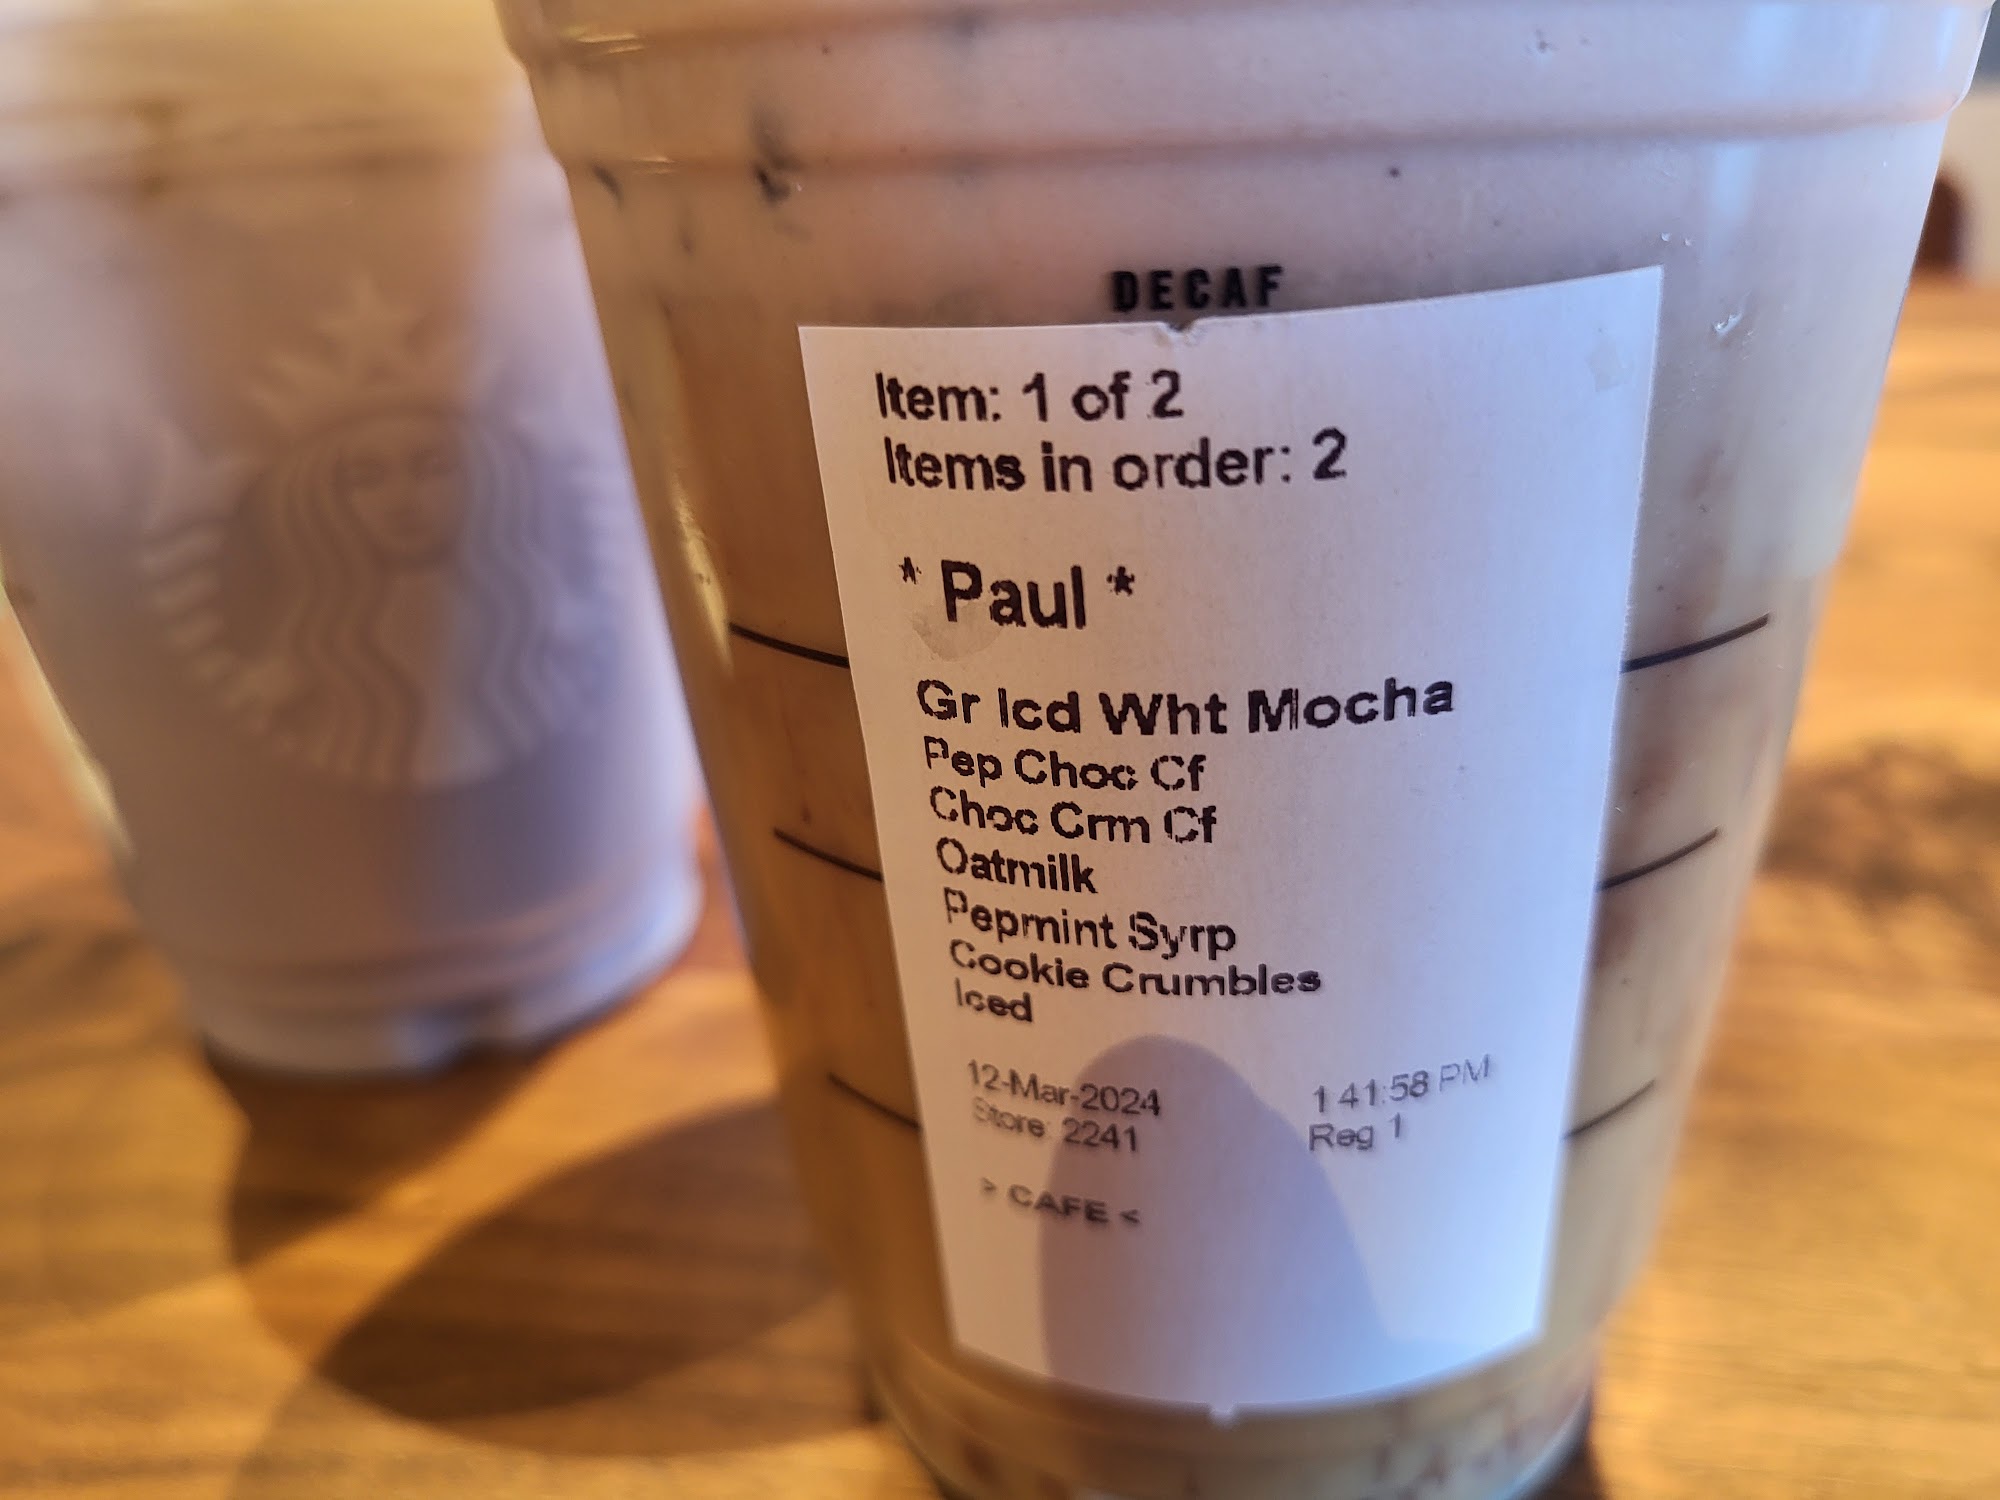 DECAF
Item: 1 of 2
Items in order: 2
* Paul *
Gr Icd Wht Mocha
Pep Choc Cf
Choc Crm Cf
Oatmilk
Pepmint Syrp
Cookie Crumbles
Iced
12-Mar-2024 1:41:58 PM
Store: 2241 Reg 1
> CAFE <